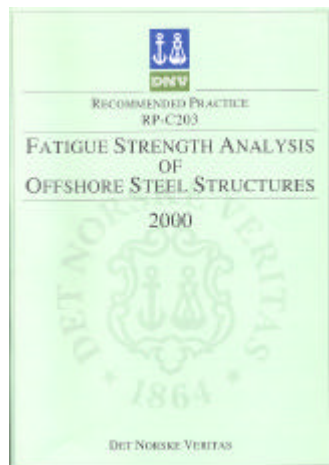 DNV
RECOMMENDED PRACTICE
RP-C203
FATIGUE STRENGTH ANALYSIS
OF
OFFSHORE STEEL STRUCTURES
2000
DET NORSKE VERITAS
1864
DET NORSKE VERITAS